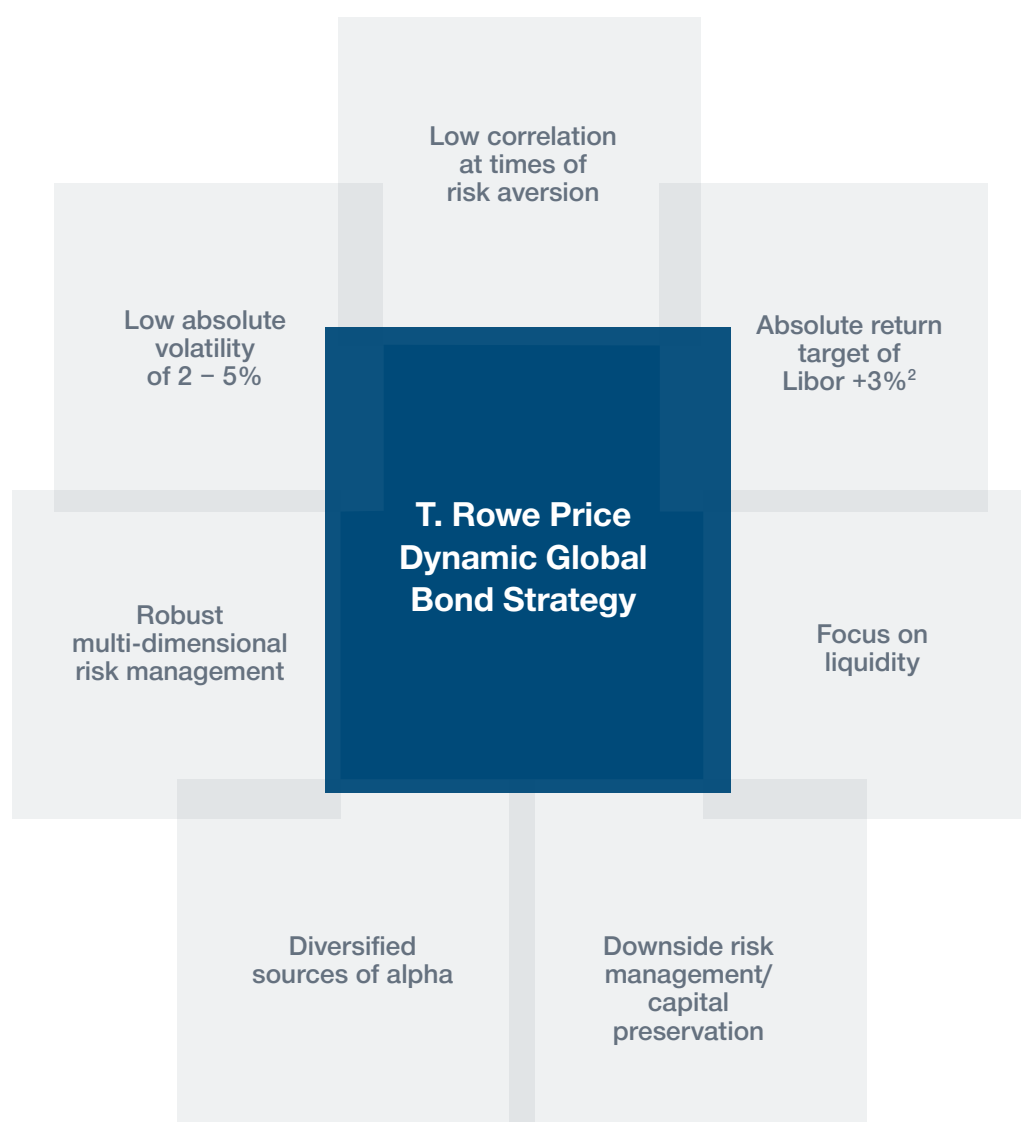 Low correlation
at times of
risk aversion
Low absolute
volatility
of 2 – 5%
Absolute return
target of
Libor +3%²
T. Rowe Price
Dynamic Global
Bond Strategy
Robust
multi-dimensional
risk management
Focus on
liquidity
Diversified
sources of alpha
Downside risk
management/
capital
preservation